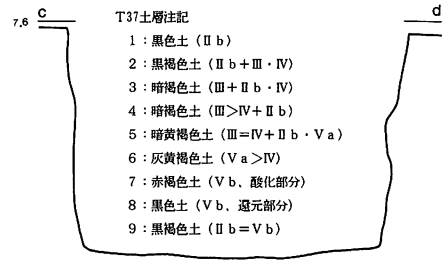 7.6 c d
T37土層注記
1：黒色土（Ⅱb）
2：黒褐色土（Ⅱb＋Ⅲ・Ⅳ）
3：暗褐色土（Ⅲ＋Ⅱb・Ⅳ）
4：暗褐色土（Ⅲ＞Ⅳ＋Ⅱb）
5：暗黄褐色土（Ⅲ＝Ⅳ＋Ⅱb・Ⅴa）
6：灰黄褐色土（Ⅴa＞Ⅳ）
7：赤褐色土（Ⅴb、酸化部分）
8：黒色土（Ⅴb、還元部分）
9：黒褐色土（Ⅱb＝Ⅴb）